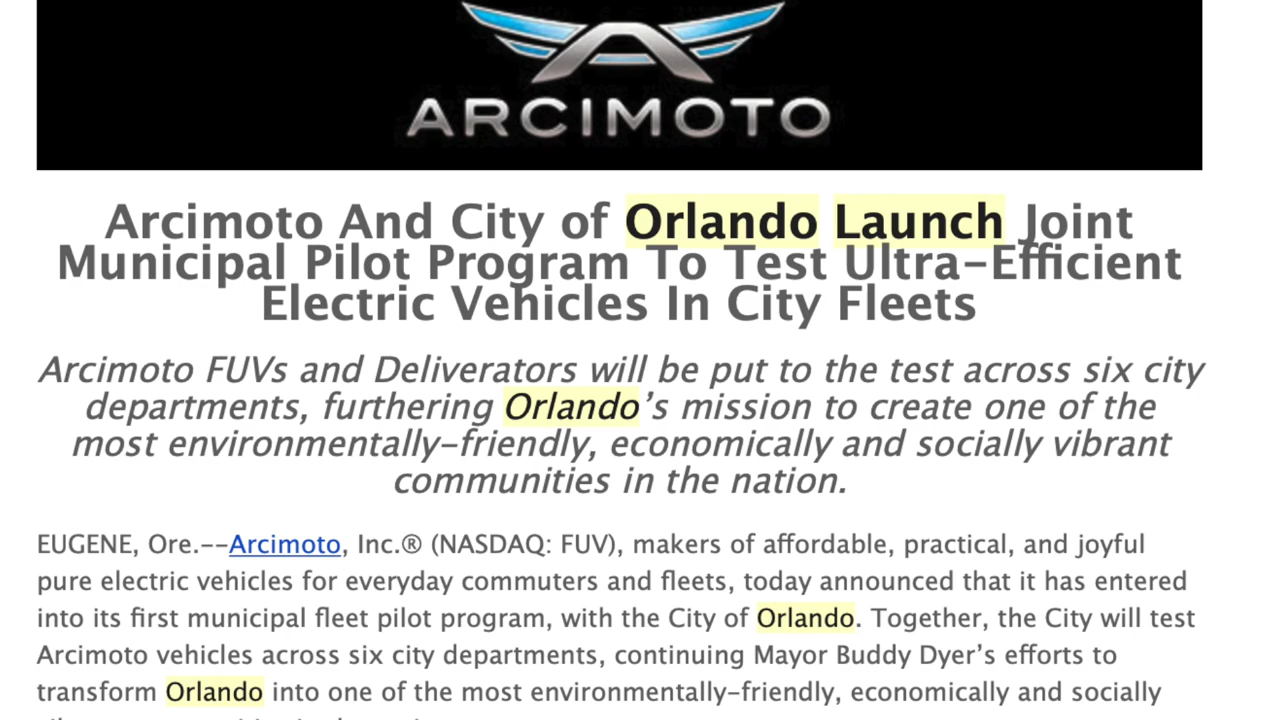 ARCIMOTO
Arcimoto And City of Orlando Launch Joint
Municipal Pilot Program To Test Ultra-Efficient
Electric Vehicles In City Fleets
Arcimoto FUVs and Deliverators will be put to the test across six city
departments, furthering Orlando’s mission to create one of the
most environmentally-friendly, economically and socially vibrant
communities in the nation.
EUGENE, Ore.--Arcimoto, Inc.® (NASDAQ: FUV), makers of affordable, practical, and joyful
pure electric vehicles for everyday commuters and fleets, today announced that it has entered
into its first municipal fleet pilot program, with the City of Orlando. Together, the City will test
Arcimoto vehicles across six city departments, continuing Mayor Buddy Dyer’s efforts to
transform Orlando into one of the most environmentally-friendly, economically and socially